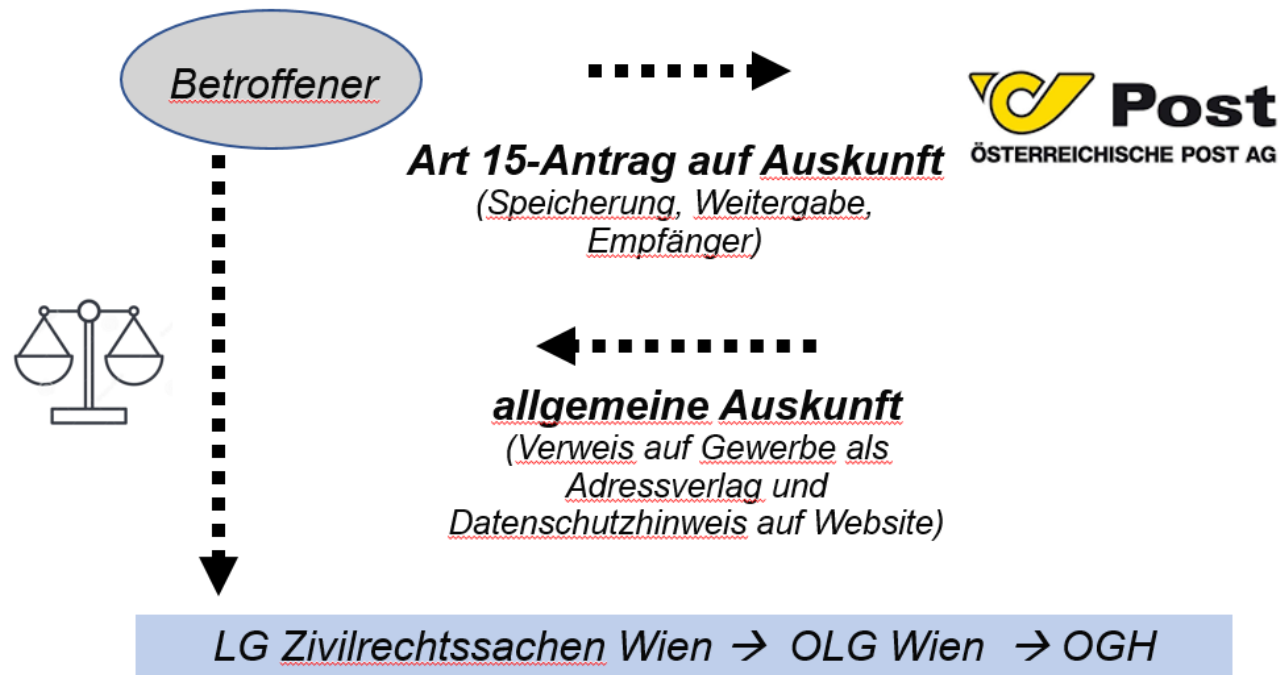 Betroffener
Post
ÖSTERREICHISCHE POST AG
Art 15-Antrag auf Auskunft
(Speicherung, Weitergabe,
Empfänger)
allgemeine Auskunft
(Verweis auf Gewerbe als
Adressverlag und
Datenschutzhinweis auf Website)
LG Zivilrechtssachen Wien → OLG Wien → OGH